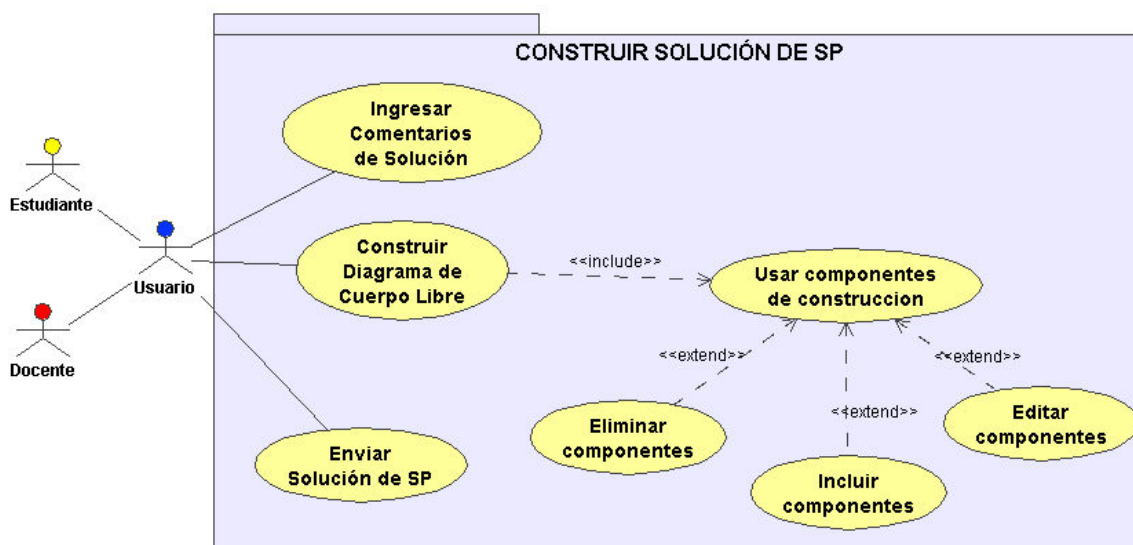 CONSTRUIR SOLUCIÓN DE SP
Ingresar
Comentarios
de Solución
Estudiante
Usuario
Docente
Construir
Diagrama de
Cuerpo Libre
<<include>>
Usar componentes
de construccion
<<extend>>
<<extend>>
<<extend>>
Eliminar
componentes
Editar
componentes
Incluir
componentes
Enviar
Solución de SP